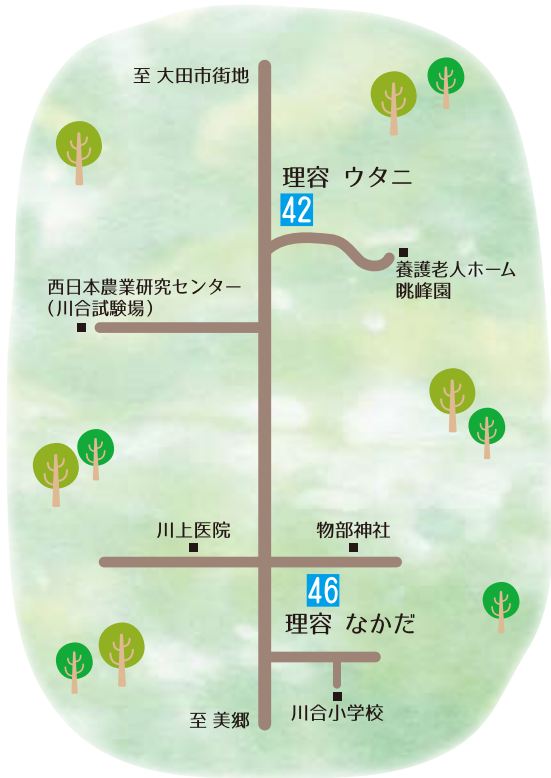 至 大田市街地
理容 ウタニ
42
養護老人ホーム
眺峰園
西日本農業研究センター
（川合試験場）
川上医院
物部神社
46
理容 なかだ
川合小学校
至 美郷